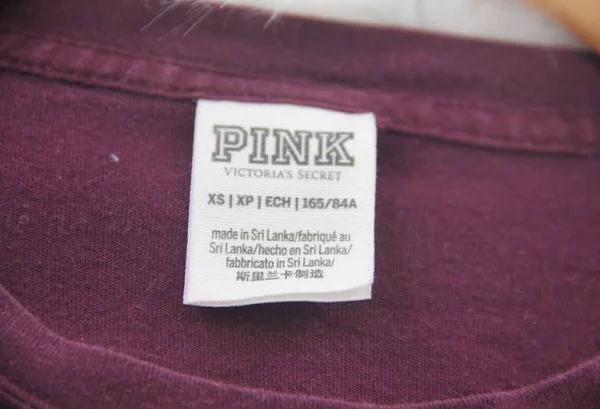 PINK
VICTORIA'S SECRET
XS | XP | ECH | 165/84A
made in Sri Lanka/fabriqué au
Sri Lanka/hecho en Sri Lanka/
fabbricato in Sri Lanka/
斯里兰卡制造